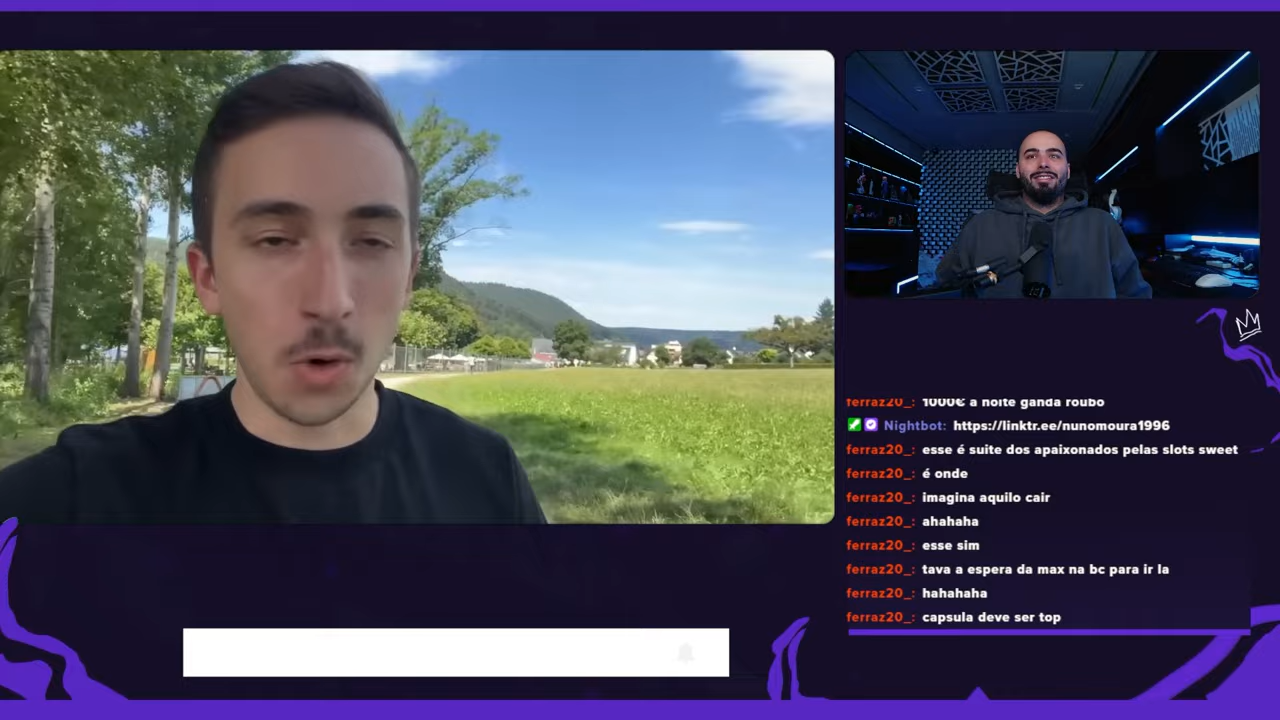 ferraz20_: 1000€ a noite ganda roubo
Nightbot: https://linktr.ee/nunomoura1996
ferraz20_: esse é suite dos apaixonados pelas slots sweet
ferraz20_: é onde
ferraz20_: imagina aquilo cair
ferraz20_: ahahaha
ferraz20_: esse sim
ferraz20_: tava a espera da max na bc para ir la
ferraz20_: hahahaha
ferraz20_: capsula deve ser top